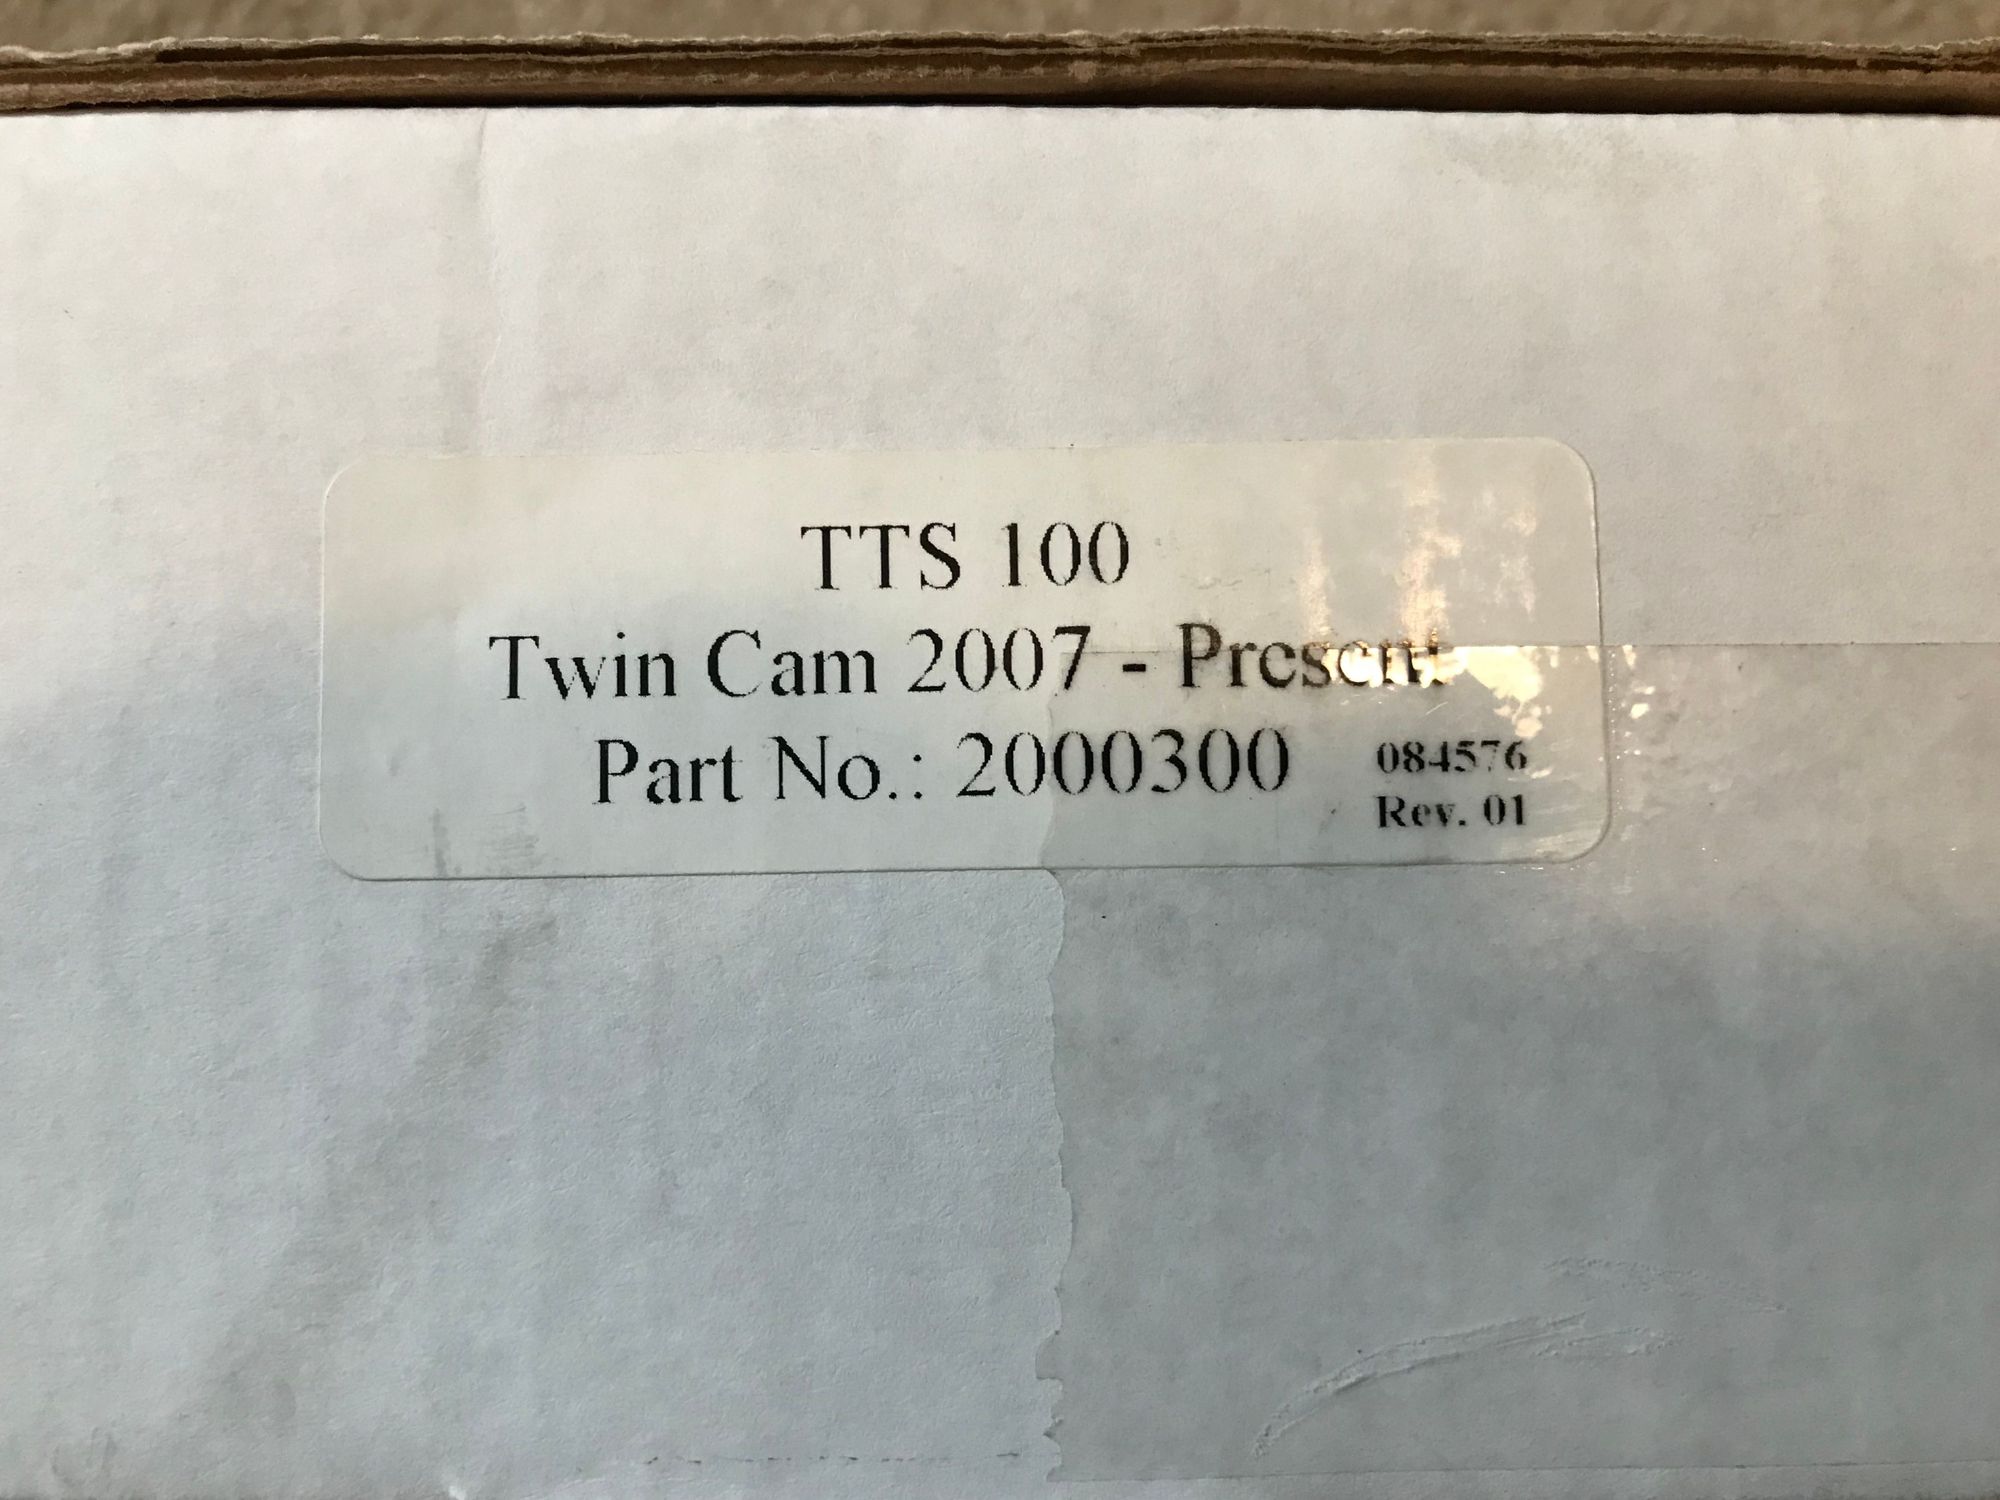 TTS 100
Twin Cam 2007 - Present
Part No.: 2000300
084576
Rev. 01